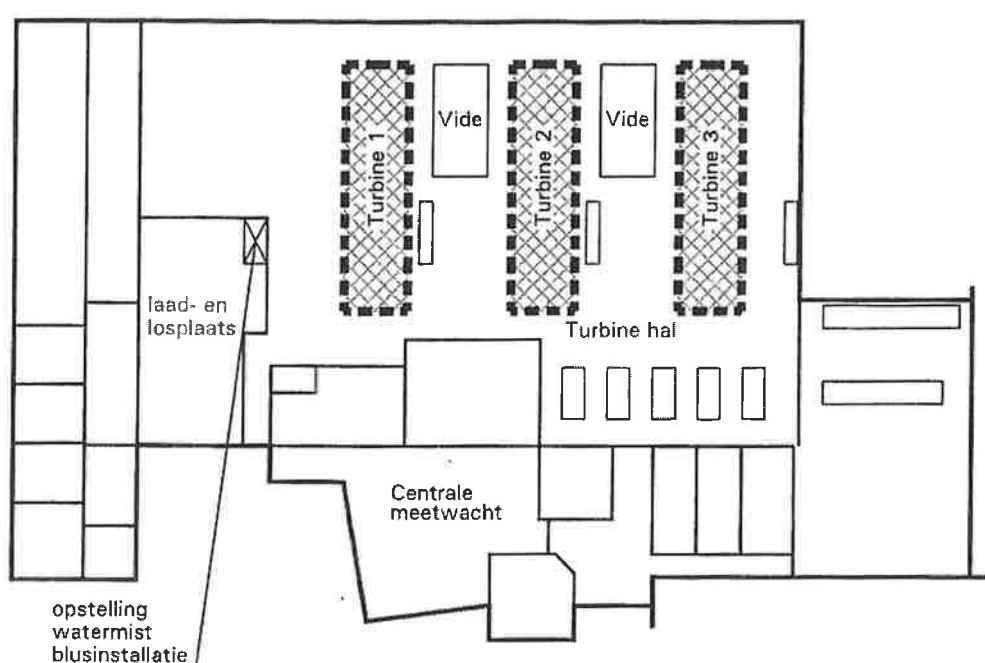 Turbine 1
Vide
Turbine 2
Vide
Turbine 3
laad- en
losplaats
Turbine hal
Centrale
meetwacht
opstelling
watermist
blusinstallatie